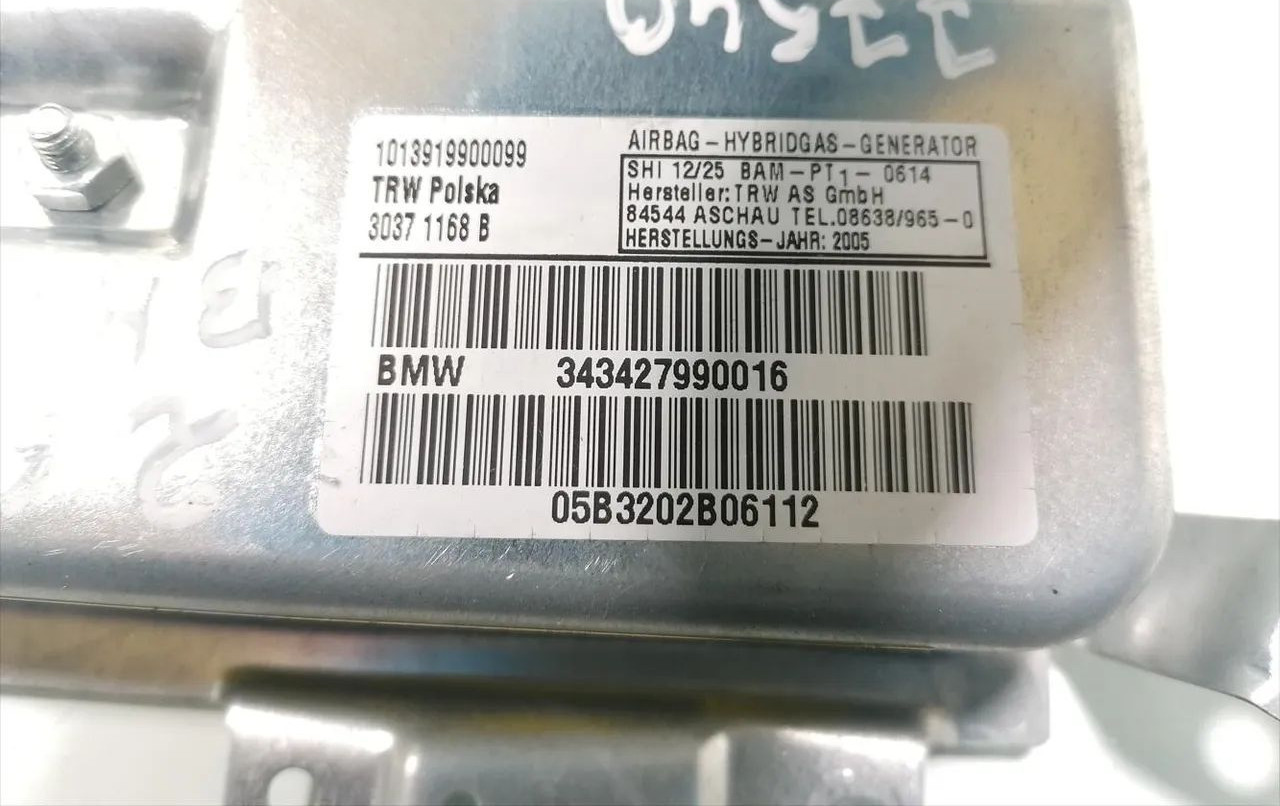 1013919900099
TRW Polska
3037 1168 B
AIRBAG-HYBRIDGAS-GENERATOR
SHI 12/25 BAM-PT1-0614
Hersteller: TRW AS GmbH
84544 ASCHAU TEL.08638/965-0
HERSTELLUNGS-JAHR: 2005
BMW 343427990016
05B3202B06112